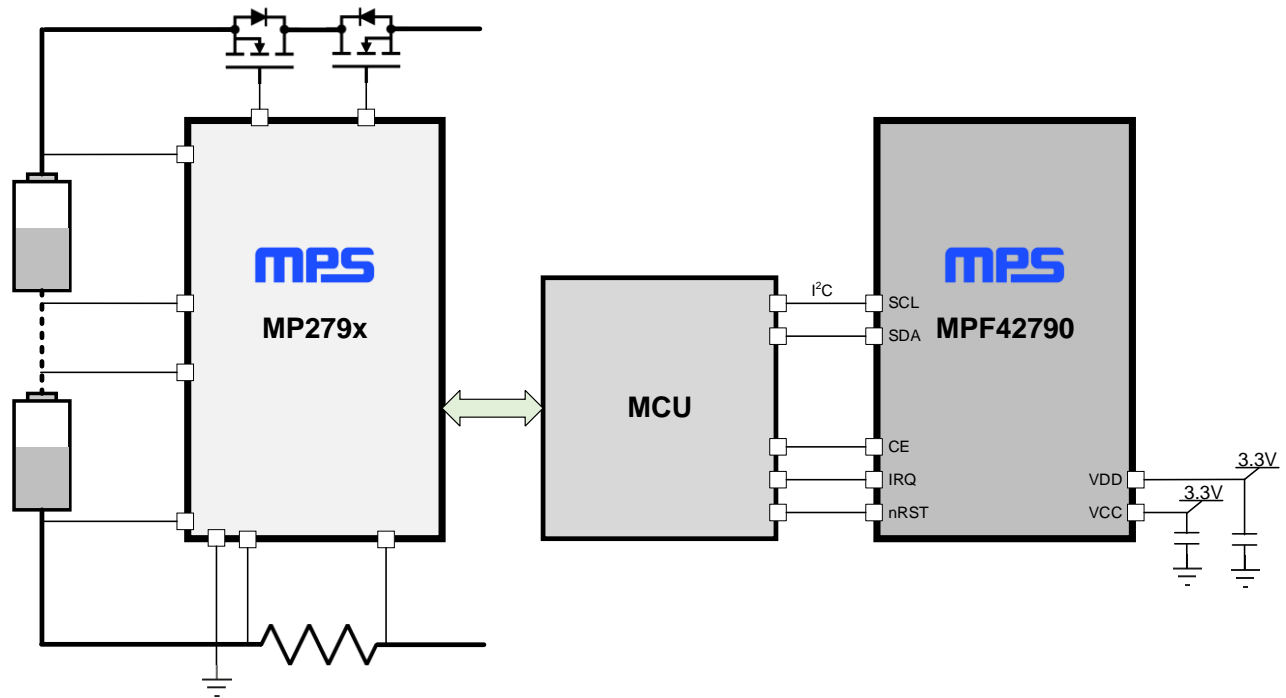 MPS
MP279x
MCU
I²C
MPS
MPF42790
SCL
SDA
CE
IRQ
nRST
VDD
VCC
3.3V
3.3V